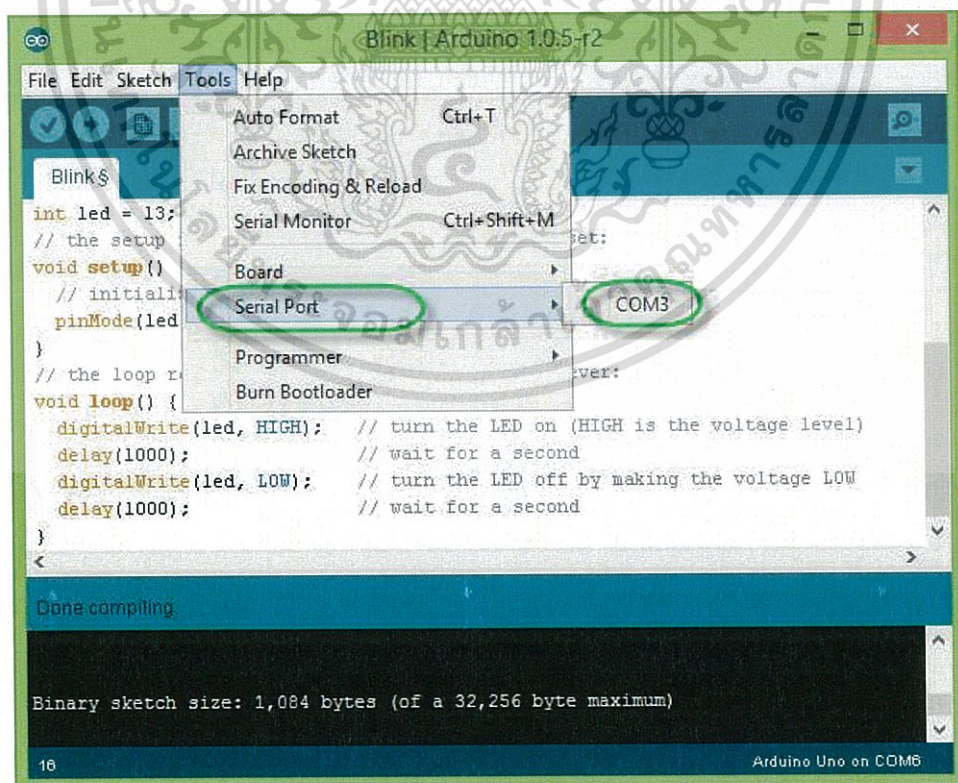 Blink | Arduino 1.0.5-r2
File Edit Sketch Tools Help
Auto Format Ctrl+T
Archive Sketch
Fix Encoding & Reload
Serial Monitor Ctrl+Shift+M
Board
Serial Port
COM3
Programmer
Burn Bootloader
Blink §
int led = 13;
// the setup set:
void setup()
// initiali
pinMode(led
}
// the loop r ver:
void loop() {
digitalWrite(led, HIGH); // turn the LED on (HIGH is the voltage level)
delay(1000); // wait for a second
digitalWrite(led, LOW); // turn the LED off by making the voltage LOW
delay(1000); // wait for a second
}
Done compiling
Binary sketch size: 1,084 bytes (of a 32,256 byte maximum)
16 Arduino Uno on COM6